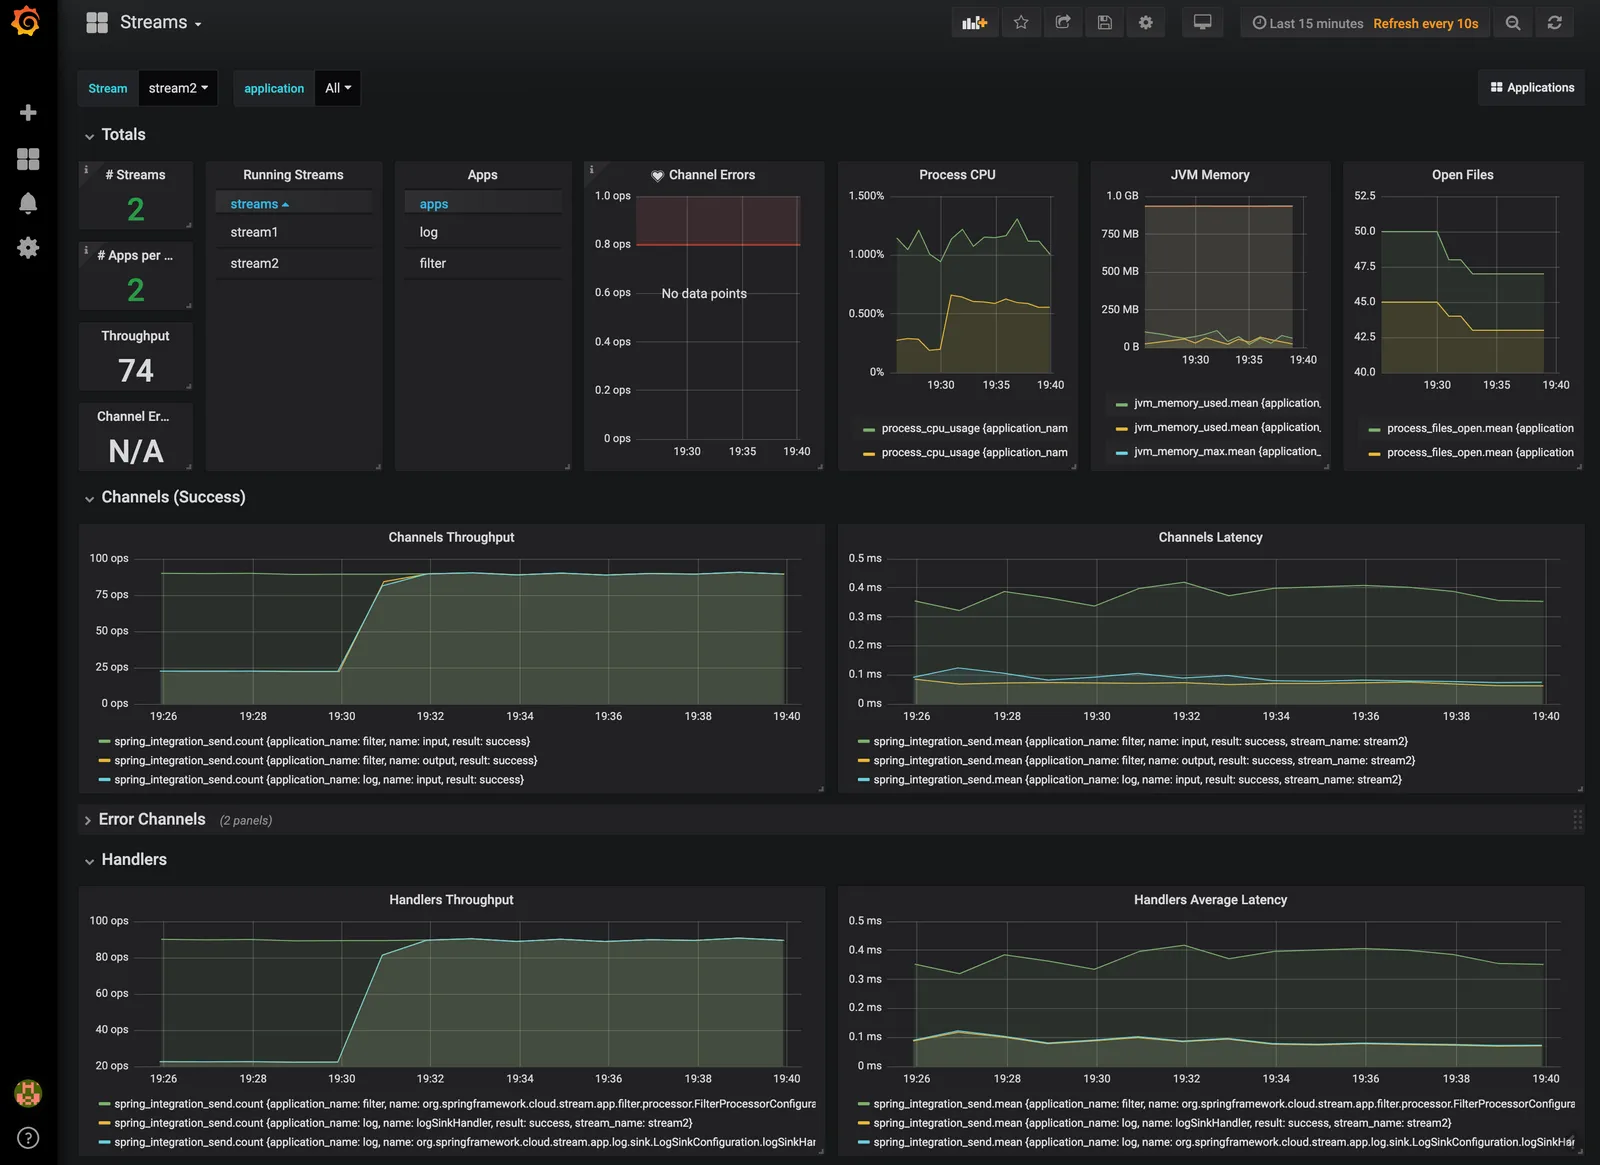 Streams
Last 15 minutes Refresh every 10s
Stream stream2 application All
Applications
Totals
# Streams
2
# Apps per ...
2
Throughput
74
Channel Er...
N/A
Running Streams
streams
stream1
stream2
Apps
apps
log
filter
Channel Errors
1.0 ops
0.8 ops
0.6 ops
0.4 ops
0.2 ops
0 ops
No data points
19:30 19:35 19:40
Process CPU
1.500%
1.000%
0.500%
0%
19:30 19:35 19:40
process_cpu_usage {application_nam
process_cpu_usage {application_nam
JVM Memory
1.0 GB
750 MB
500 MB
250 MB
0 B
19:30 19:35 19:40
jvm_memory_used.mean {application_
jvm_memory_used.mean {application_
jvm_memory_max.mean {application_
Open Files
52.5
50.0
47.5
45.0
42.5
40.0
19:30 19:35 19:40
process_files_open.mean {application
process_files_open.mean {application
Channels (Success)
Channels Throughput
100 ops
75 ops
50 ops
25 ops
0 ops
19:26 19:28 19:30 19:32 19:34 19:36 19:38 19:40
spring_integration_send.count {application_name: filter, name: input, result: success}
spring_integration_send.count {application_name: filter, name: output, result: success}
spring_integration_send.count {application_name: log, name: input, result: success}
Channels Latency
0.5 ms
0.4 ms
0.3 ms
0.2 ms
0.1 ms
0 ms
19:26 19:28 19:30 19:32 19:34 19:36 19:38 19:40
spring_integration_send.mean {application_name: filter, name: input, result: success, stream_name: stream2}
spring_integration_send.mean {application_name: filter, name: output, result: success, stream_name: stream2}
spring_integration_send.mean {application_name: log, name: input, result: success, stream_name: stream2}
Error Channels (2 panels)
Handlers
Handlers Throughput
100 ops
80 ops
60 ops
40 ops
20 ops
19:26 19:28 19:30 19:32 19:34 19:36 19:38 19:40
spring_integration_send.count {application_name: filter, name: org.springframework.cloud.stream.app.filter.processor.FilterProcessorConfigura
spring_integration_send.count {application_name: log, name: logSinkHandler, result: success, stream_name: stream2}
spring_integration_send.count {application_name: log, name: org.springframework.cloud.stream.app.log.sink.LogSinkConfiguration.logSinkHar
Handlers Average Latency
0.5 ms
0.4 ms
0.3 ms
0.2 ms
0.1 ms
0 ms
19:26 19:28 19:30 19:32 19:34 19:36 19:38 19:40
spring_integration_send.mean {application_name: filter, name: org.springframework.cloud.stream.app.filter.processor.FilterProcessorConfigura
spring_integration_send.mean {application_name: log, name: logSinkHandler, result: success, stream_name: stream2}
spring_integration_send.mean {application_name: log, name: org.springframework.cloud.stream.app.log.sink.LogSinkConfiguration.logSinkHar